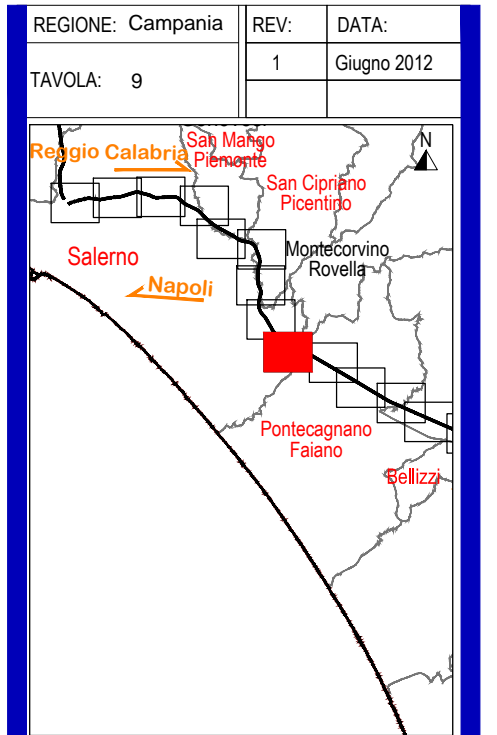 REGIONE: Campania
REV:
DATA:
1
Giugno 2012
TAVOLA: 9
N
San Mango
Piemonte
Reggio Calabria
San Cipriano
Picentino
Montecorvino
Rovella
Salerno
Napoli
Pontecagnano
Faiano
Bellizzi